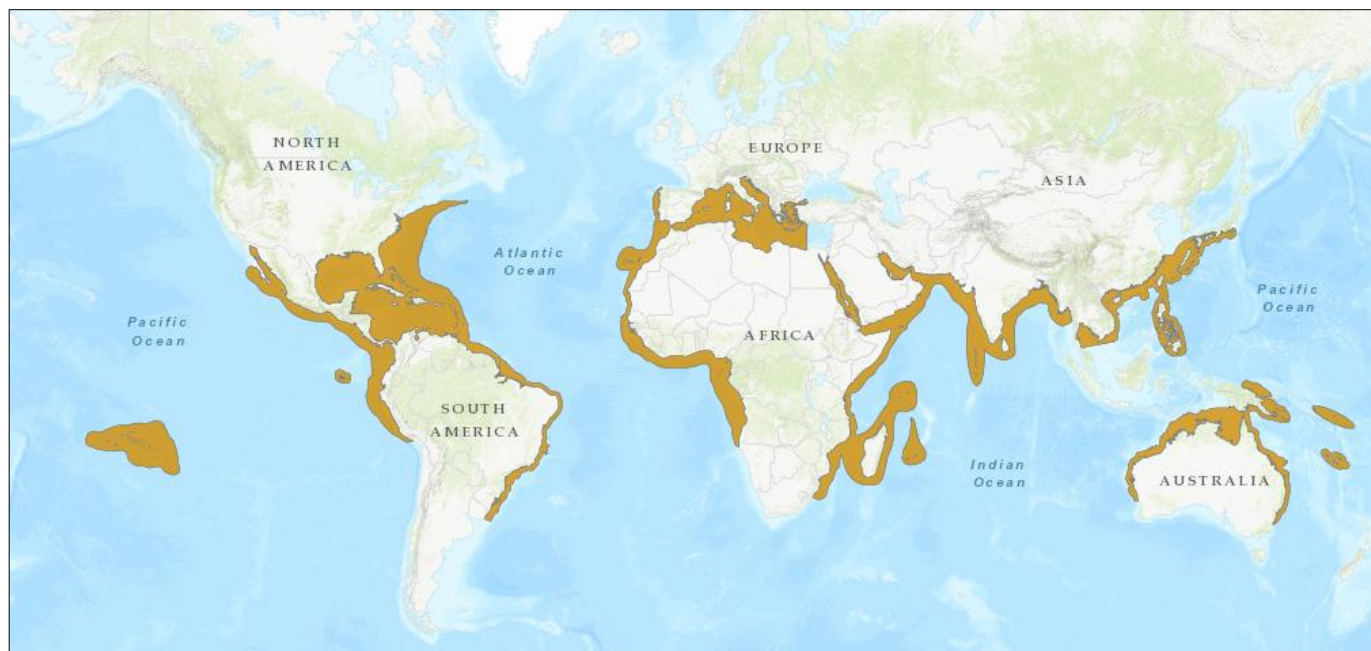 NORTH
AMERICA
EUROPE
ASIA
Atlantic
Ocean
Pacific
Ocean
Pacific
Ocean
AFRICA
SOUTH
AMERICA
Indian
Ocean
AUSTRALIA